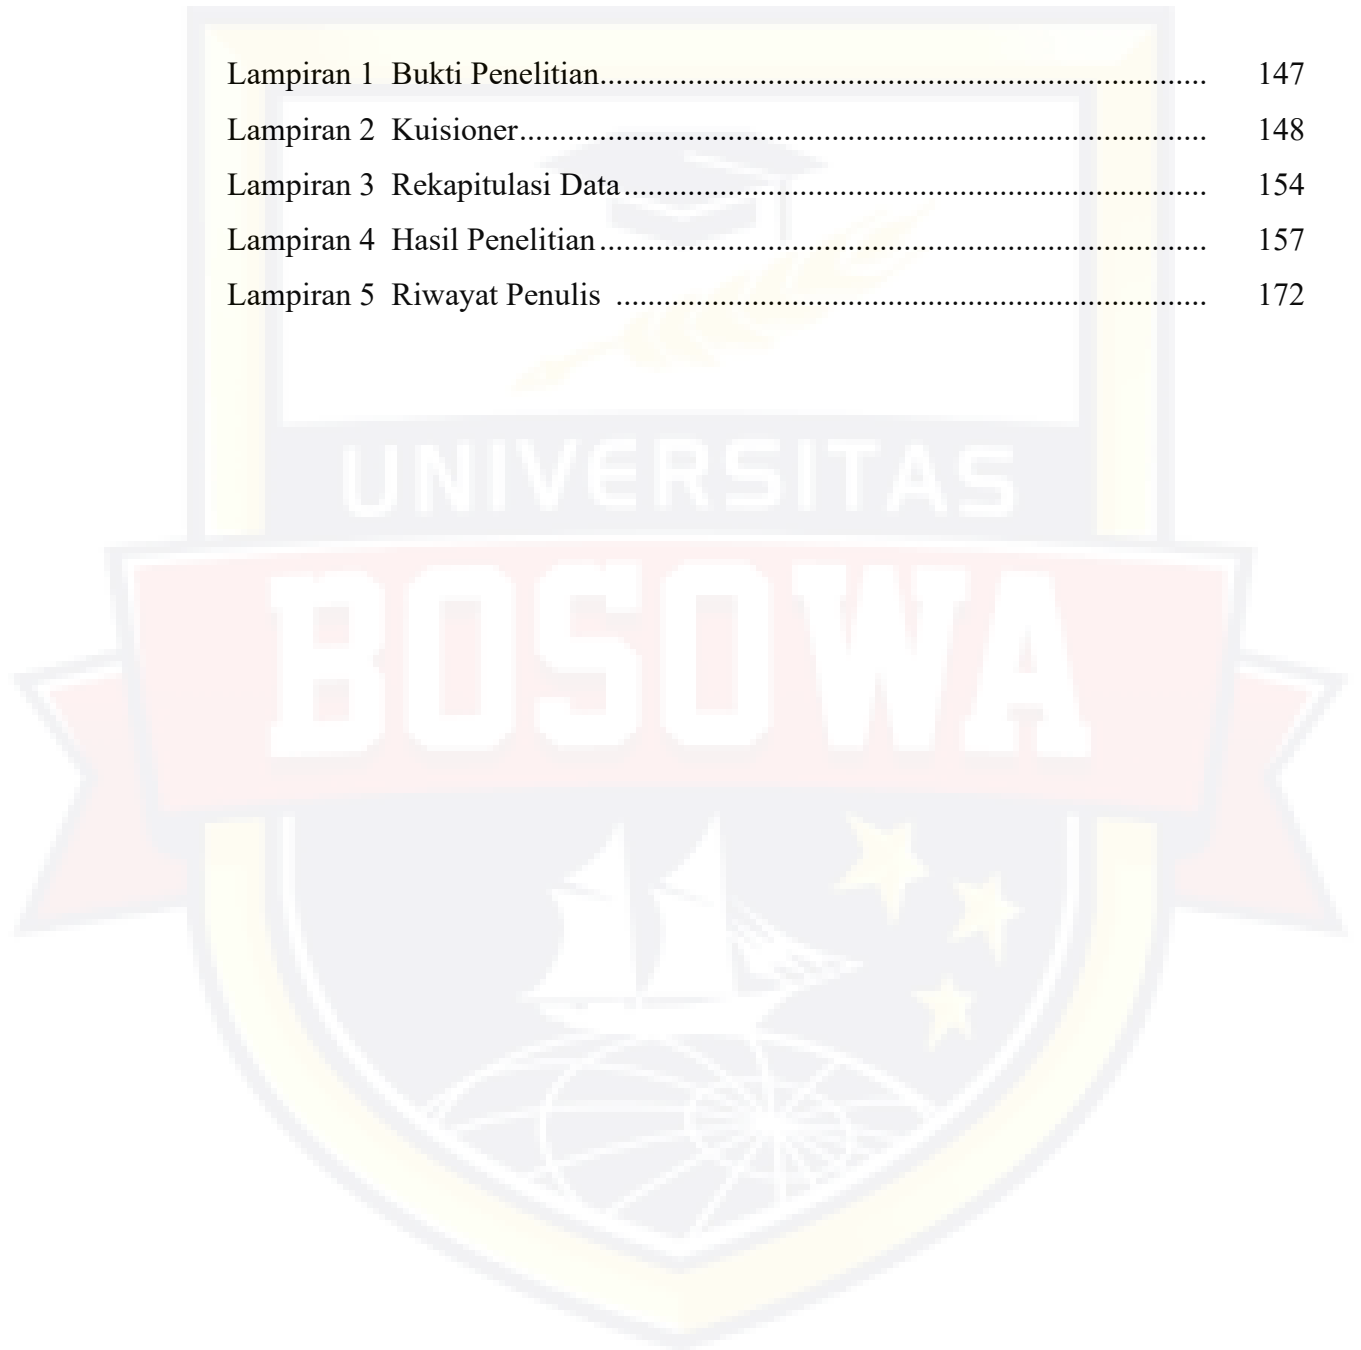 Lampiran 1 Bukti Penelitian.......................................................................... 147
Lampiran 2 Kuisioner.................................................................................... 148
Lampiran 3 Rekapitulasi Data....................................................................... 154
Lampiran 4 Hasil Penelitian.......................................................................... 157
Lampiran 5 Riwayat Penulis ........................................................................ 172
UNIVERSITAS
BOSOWA